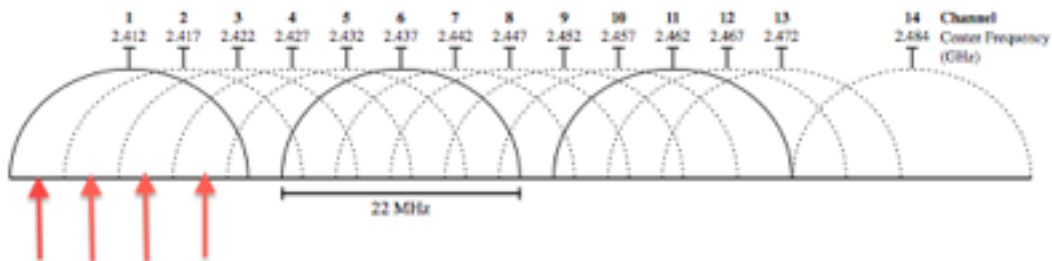 1 2 3 4 5 6 7 8 9 10 11 12 13 14 Channel
2.412 2.417 2.422 2.427 2.432 2.437 2.442 2.447 2.452 2.457 2.462 2.467 2.472 2.484 Center Frequency
(GHz)
22 MHz